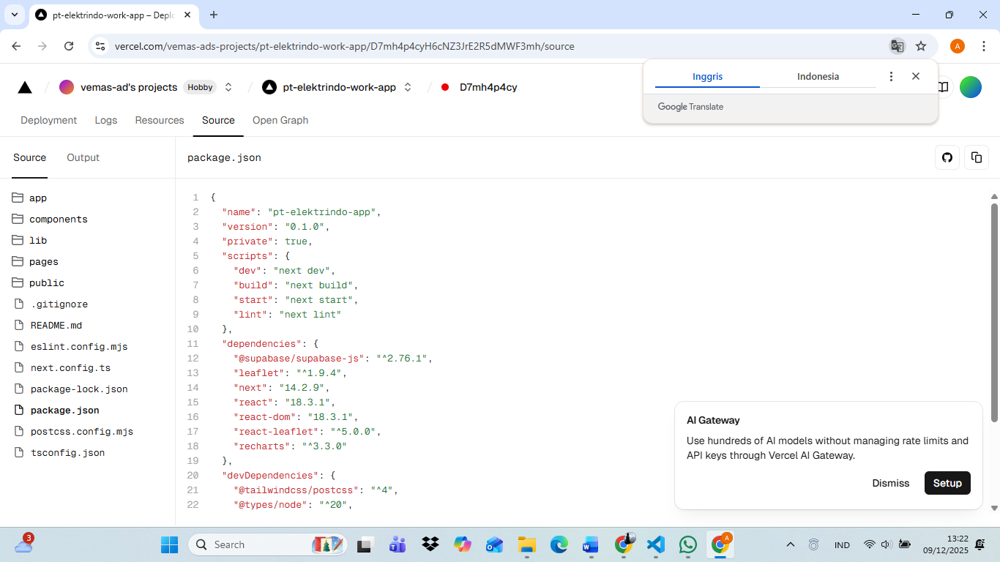 pt-elektrindo-work-app – Deplo
vercel.com/vemas-ads-projects/pt-elektrindo-work-app/D7mh4p4cyH6cNZ3JrE2R5dMWF3mh/source
A
Inggris
Indonesia
Google Translate
vemas-ad's projects
Hobby
pt-elektrindo-work-app
D7mh4p4cy
Deployment
Logs
Resources
Source
Open Graph
Source
Output
package.json
app
components
lib
pages
public
.gitignore
README.md
eslint.config.mjs
next.config.ts
package-lock.json
package.json
postcss.config.mjs
tsconfig.json
1 {
2 "name": "pt-elektrindo-app",
3 "version": "0.1.0",
4 "private": true,
5 "scripts": {
6 "dev": "next dev",
7 "build": "next build",
8 "start": "next start",
9 "lint": "next lint"
10 },
11 "dependencies": {
12 "@supabase/supabase-js": "^2.76.1",
13 "leaflet": "^1.9.4",
14 "next": "14.2.9",
15 "react": "18.3.1",
16 "react-dom": "18.3.1",
17 "react-leaflet": "^5.0.0",
18 "recharts": "^3.3.0"
19 },
20 "devDependencies": {
21 "@tailwindcss/postcss": "^4",
22 "@types/node": "^20",
AI Gateway
Use hundreds of AI models without managing rate limits and
API keys through Vercel AI Gateway.
Dismiss
Setup
3
Search
A
IND
13:22
09/12/2025